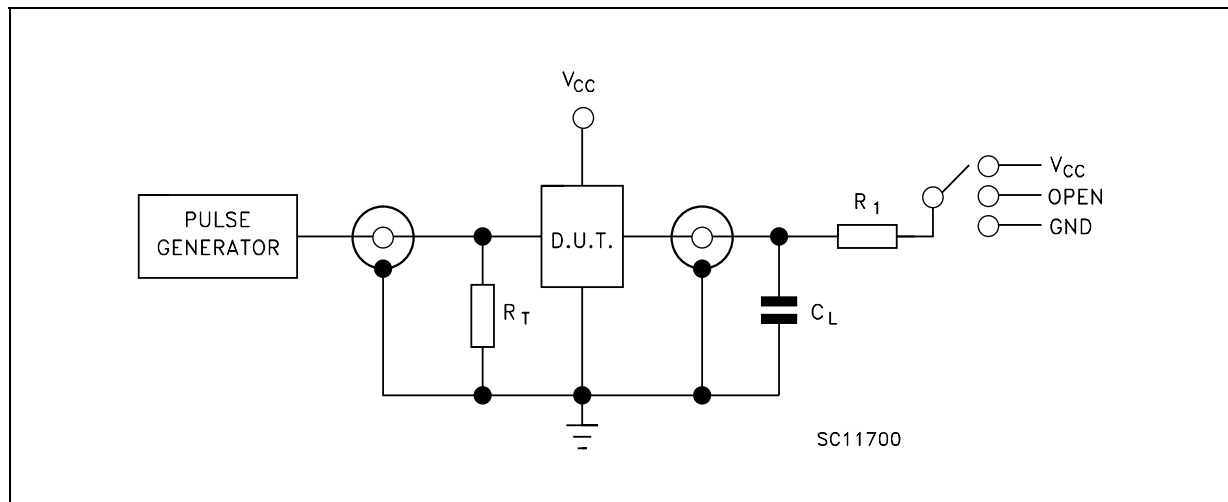 VCC
PULSE
GENERATOR
D.U.T.
RT
R1
CL
VCC
OPEN
GND
SC11700